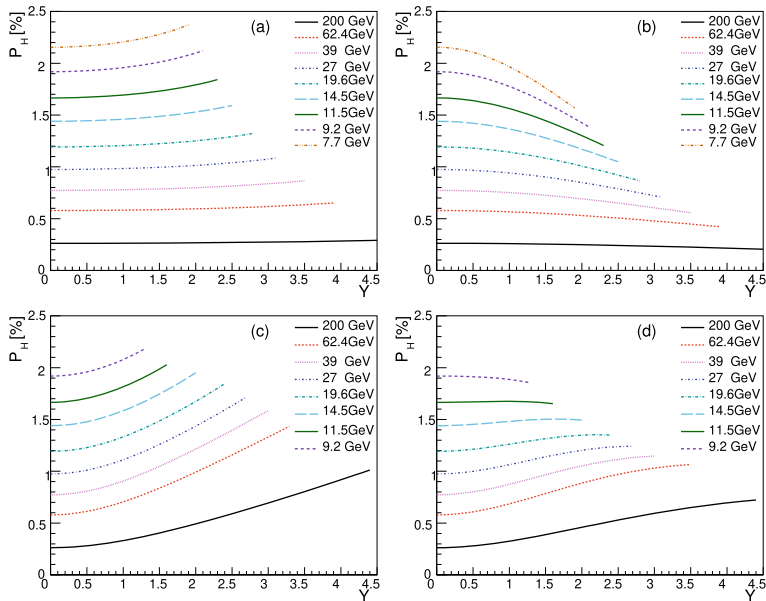 P_H [%]
(a)
200 GeV
62.4GeV
39 GeV
27 GeV
19.6GeV
14.5GeV
11.5GeV
9.2 GeV
7.7 GeV
2.5
2
1.5
1
0.5
0
0 0.5 1 1.5 2 2.5 3 3.5 4 4.5
Y
P_H [%]
(b)
200 GeV
62.4GeV
39 GeV
27 GeV
19.6GeV
14.5GeV
11.5GeV
9.2 GeV
7.7 GeV
2.5
2
1.5
1
0.5
0
0 0.5 1 1.5 2 2.5 3 3.5 4 4.5
Y
P_H [%]
(c)
200 GeV
62.4GeV
39 GeV
27 GeV
19.6GeV
14.5GeV
11.5GeV
9.2 GeV
2.5
2
1.5
1
0.5
0
0 0.5 1 1.5 2 2.5 3 3.5 4 4.5
Y
P_H [%]
(d)
200 GeV
62.4GeV
39 GeV
27 GeV
19.6GeV
14.5GeV
11.5GeV
9.2 GeV
2.5
2
1.5
1
0.5
0
0 0.5 1 1.5 2 2.5 3 3.5 4 4.5
Y